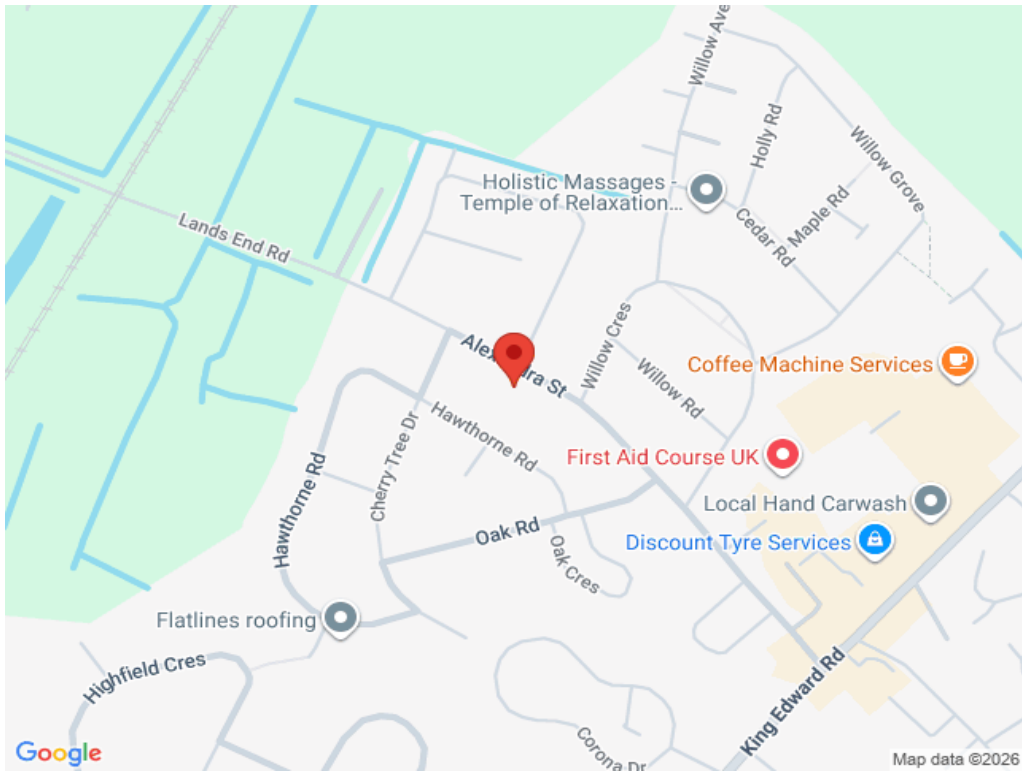 Willow Ave
Holly Rd
Willow Grove
Holistic Massages -
Temple of Relaxation...
Maple Rd
Cedar Rd
Lands End Rd
Alexandra St
Willow Cres
Willow Rd
Coffee Machine Services
Hawthorne Rd
Cherry Tree Dr
Hawthorne Rd
First Aid Course UK
Local Hand Carwash
Oak Rd
Discount Tyre Services
Oak Cres
Flatlines roofing
Highfield Cres
King Edward Rd
Corona Dr
Google
Map data ©2026